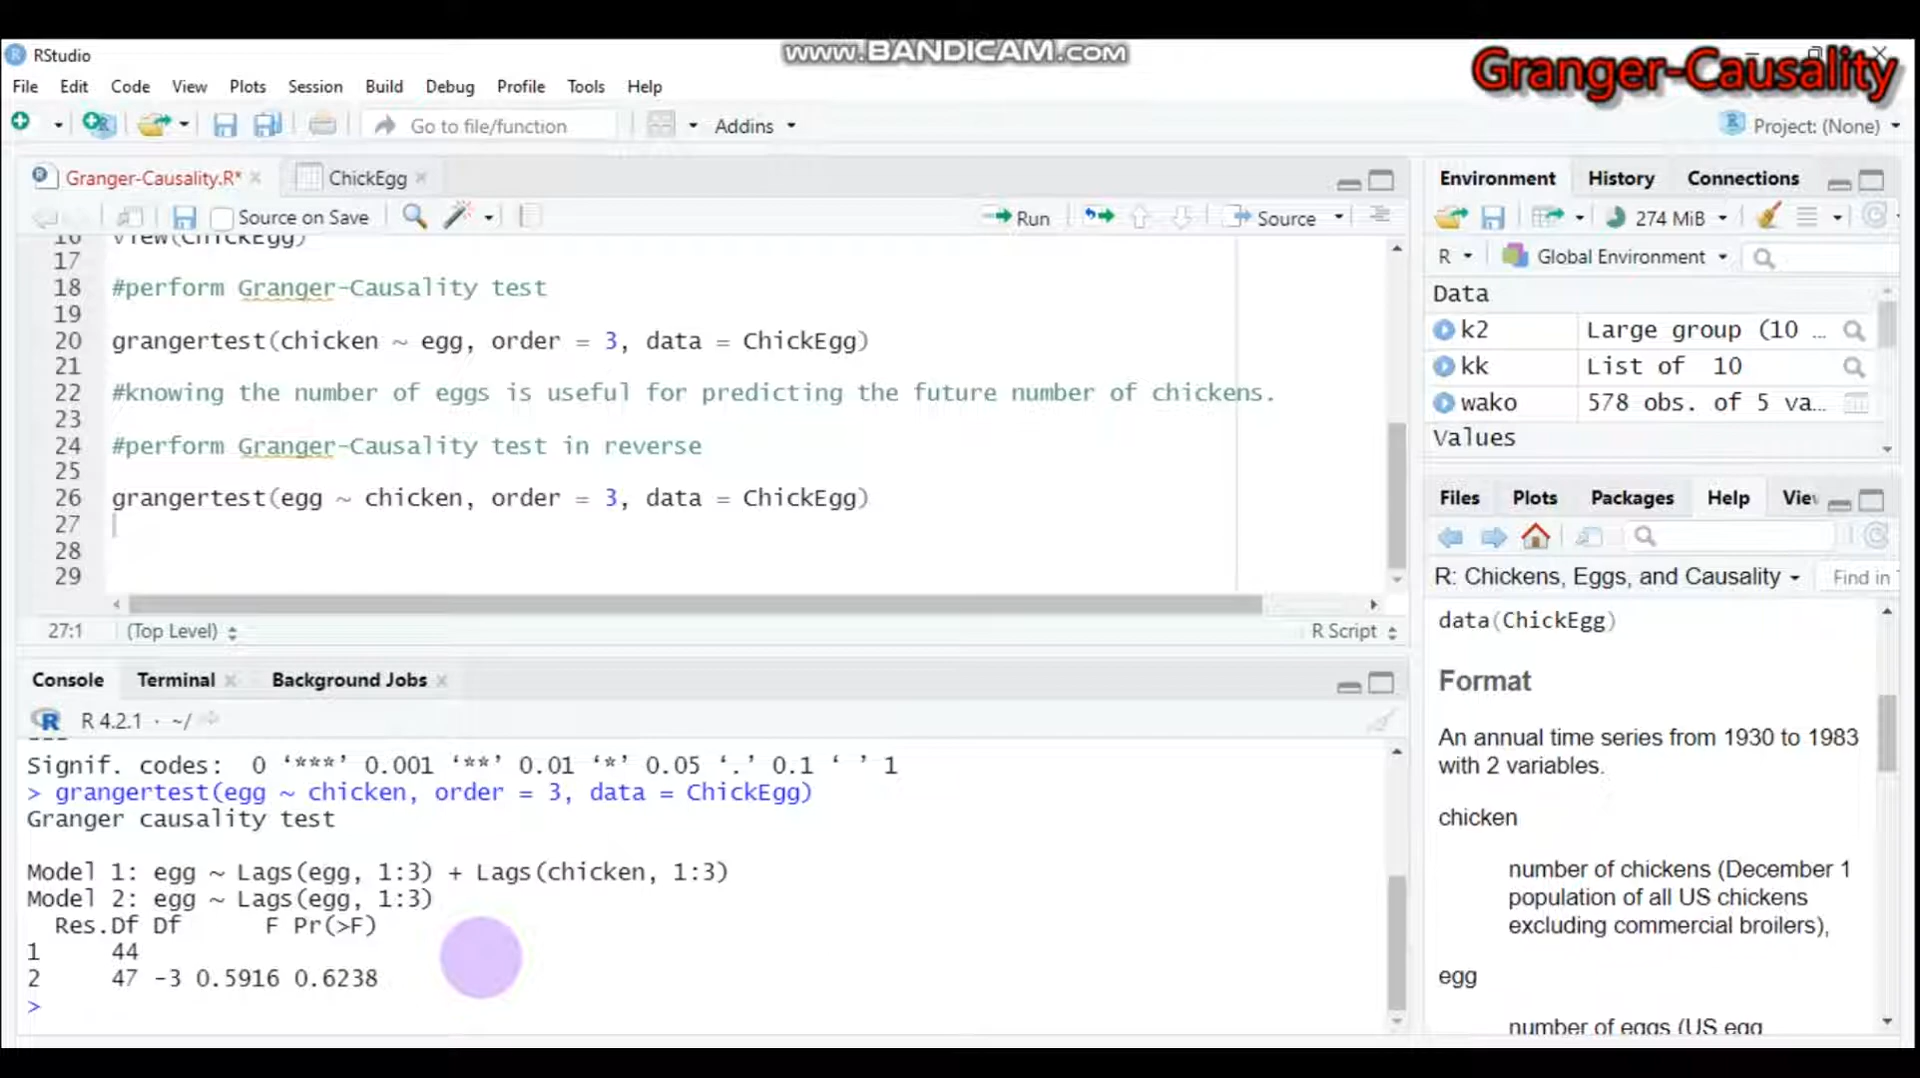 RStudio
www.BANDICAM.com
Granger-Causality
File Edit Code View Plots Session Build Debug Profile Tools Help
Go to file/function
Addins
Project: (None)
Granger-Causality.R*
ChickEgg
Source on Save
Run
Source
16 View(ChickEgg)
17
18 #perform Granger-Causality test
19
20 grangertest(chicken ~ egg, order = 3, data = ChickEgg)
21
22 #knowing the number of eggs is useful for predicting the future number of chickens.
23
24 #perform Granger-Causality test in reverse
25
26 grangertest(egg ~ chicken, order = 3, data = ChickEgg)
27
28
29
27:1 (Top Level)
R Script
Console Terminal Background Jobs
R 4.2.1 · ~/
Signif. codes: 0 ‘***’ 0.001 ‘**’ 0.01 ‘*’ 0.05 ‘.’ 0.1 ‘ ’ 1
> grangertest(egg ~ chicken, order = 3, data = ChickEgg)
Granger causality test
Model 1: egg ~ Lags(egg, 1:3) + Lags(chicken, 1:3)
Model 2: egg ~ Lags(egg, 1:3)
Res.Df Df F Pr(>F)
1 44
2 47 -3 0.5916 0.6238
>
Environment History Connections
274 MiB
R Global Environment
Data
k2 Large group (10 ...
kk List of 10
wako 578 obs. of 5 va...
Values
Files Plots Packages Help Vie
R: Chickens, Eggs, and Causality Find in
data(ChickEgg)
Format
An annual time series from 1930 to 1983
with 2 variables.
chicken
number of chickens (December 1
population of all US chickens
excluding commercial broilers),
egg
number of eggs (US egg